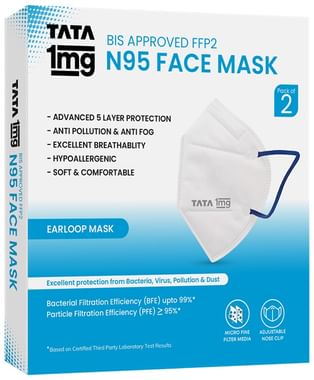 TATA
1mg
BIS APPROVED FFP2
N95 FACE MASK
Pack of
2
- ADVANCED 5 LAYER PROTECTION
- ANTI POLLUTION & ANTI FOG
- EXCELLENT BREATHABLITY
- HYPOALLERGENIC
- SOFT & COMFORTABLE
TATA 1mg
EARLOOP MASK
Excellent protection from Bacteria, Virus, Pollution & Dust
Bacterial Filtration Efficiency (BFE) upto 99%*
Particle Filtration Efficiency (PFE) ≥ 95%*
MICRO FINE
FILTER MEDIA
ADJUSTABLE
NOSE CLIP
*Based on Certified Third Party Laboratory Test Results
TATA
1mg
BIS APPROVED FFP2
N95 FACE MASK